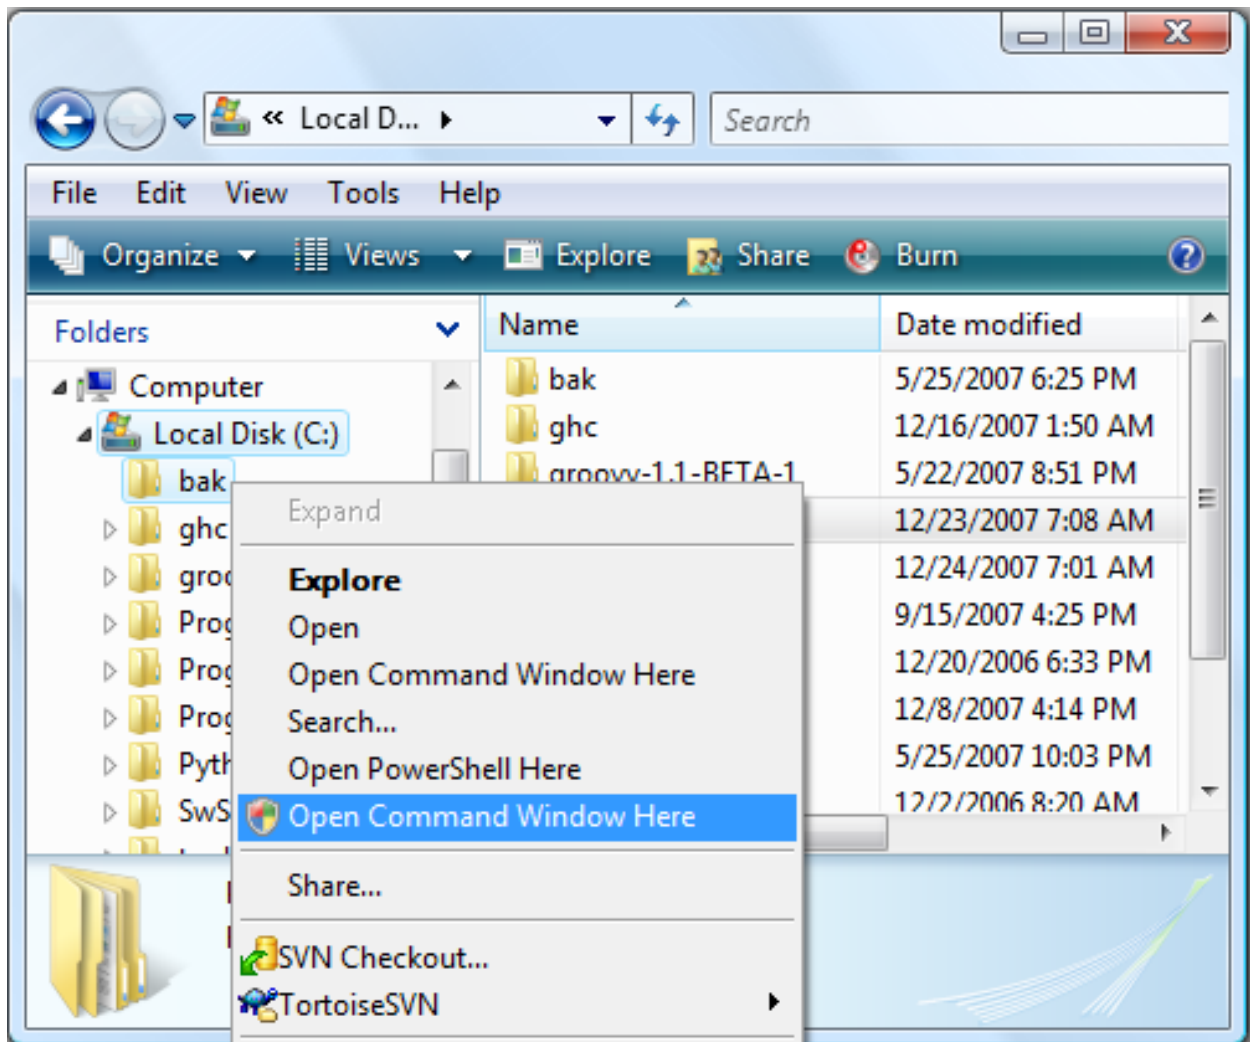 « Local D...
Search
File Edit View Tools Help
Organize Views Explore Share Burn
Folders
Name Date modified
Computer
Local Disk (C:)
bak
ghc
bak 5/25/2007 6:25 PM
ghc 12/16/2007 1:50 AM
groovy-1.1-BETA-1 5/22/2007 8:51 PM
12/23/2007 7:08 AM
12/24/2007 7:01 AM
9/15/2007 4:25 PM
12/20/2006 6:33 PM
12/8/2007 4:14 PM
5/25/2007 10:03 PM
12/2/2006 8:20 AM
Expand
Explore
Open
Open Command Window Here
Search...
Open PowerShell Here
Open Command Window Here
Share...
SVN Checkout...
TortoiseSVN